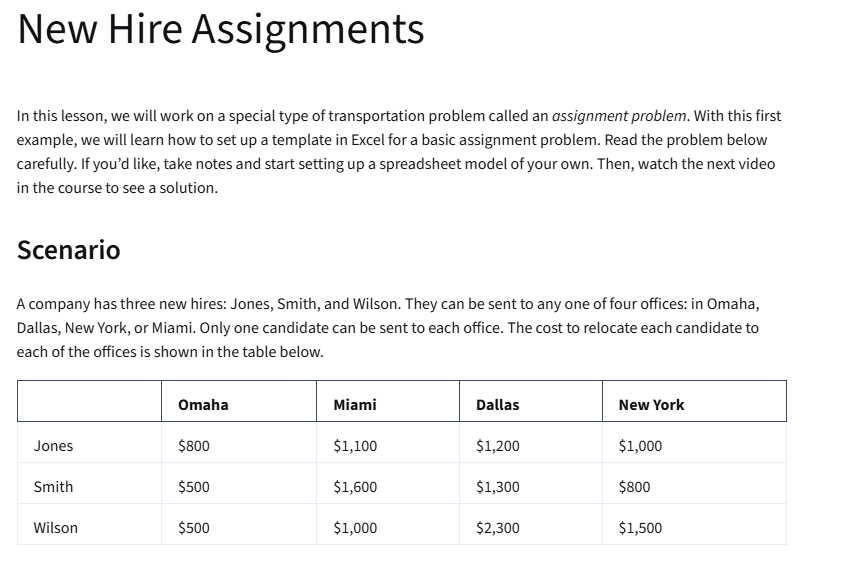 New Hire Assignments
In this lesson, we will work on a special type of transportation problem called an assignment problem. With this first
example, we will learn how to set up a template in Excel for a basic assignment problem. Read the problem below
carefully. If you’d like, take notes and start setting up a spreadsheet model of your own. Then, watch the next video
in the course to see a solution.
Scenario
A company has three new hires: Jones, Smith, and Wilson. They can be sent to any one of four offices: in Omaha,
Dallas, New York, or Miami. Only one candidate can be sent to each office. The cost to relocate each candidate to
each of the offices is shown in the table below.
Omaha Miami Dallas New York
Jones $800 $1,100 $1,200 $1,000
Smith $500 $1,600 $1,300 $800
Wilson $500 $1,000 $2,300 $1,500